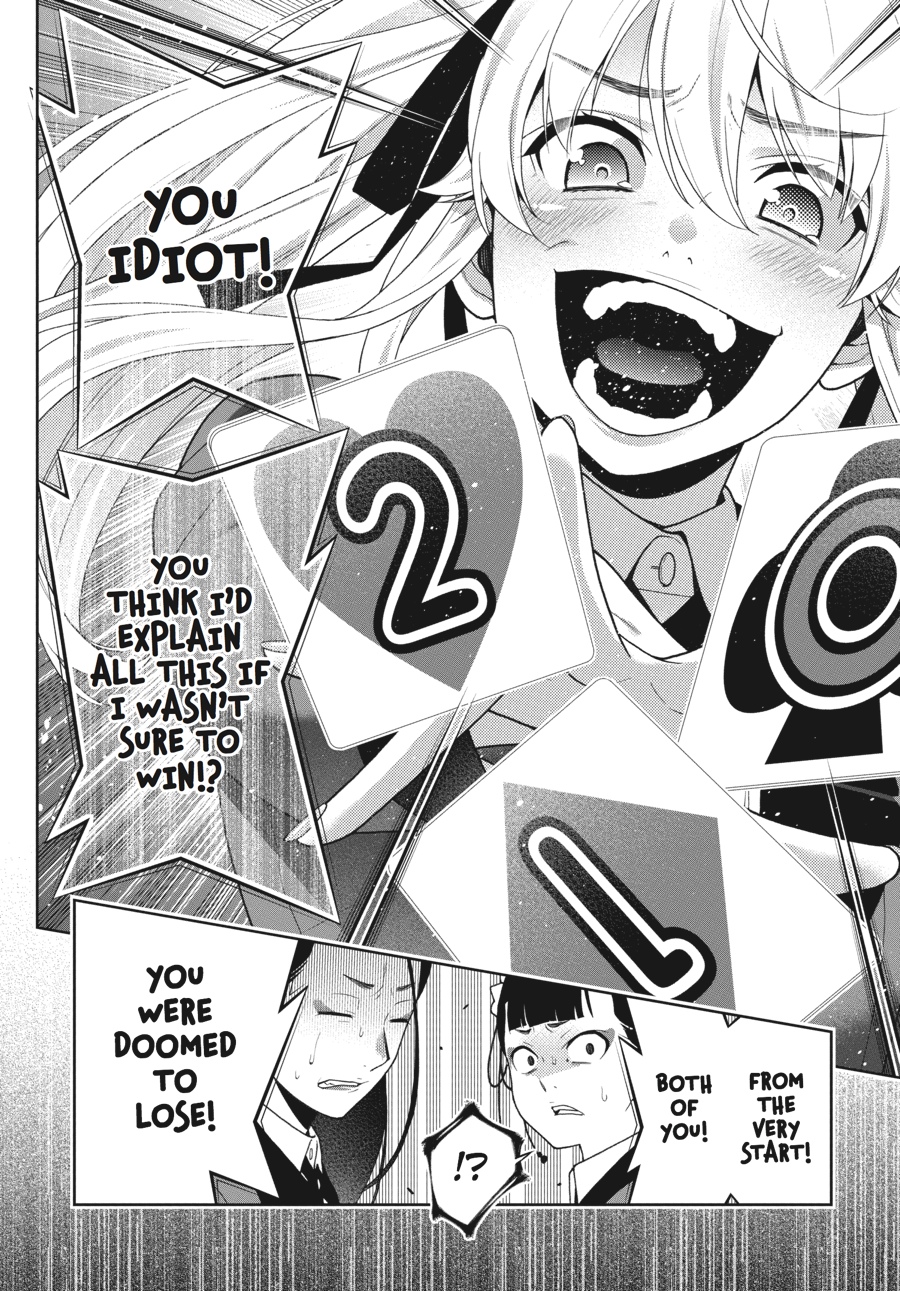 YOU
IDIOT!
YOU
THINK I'D
EXPLAIN
ALL THIS IF
I WASN'T
SURE TO
WIN!?
2
0
1
FROM
THE
VERY
START!
BOTH
OF
YOU!
!?
YOU
WERE
DOOMED
TO
LOSE!